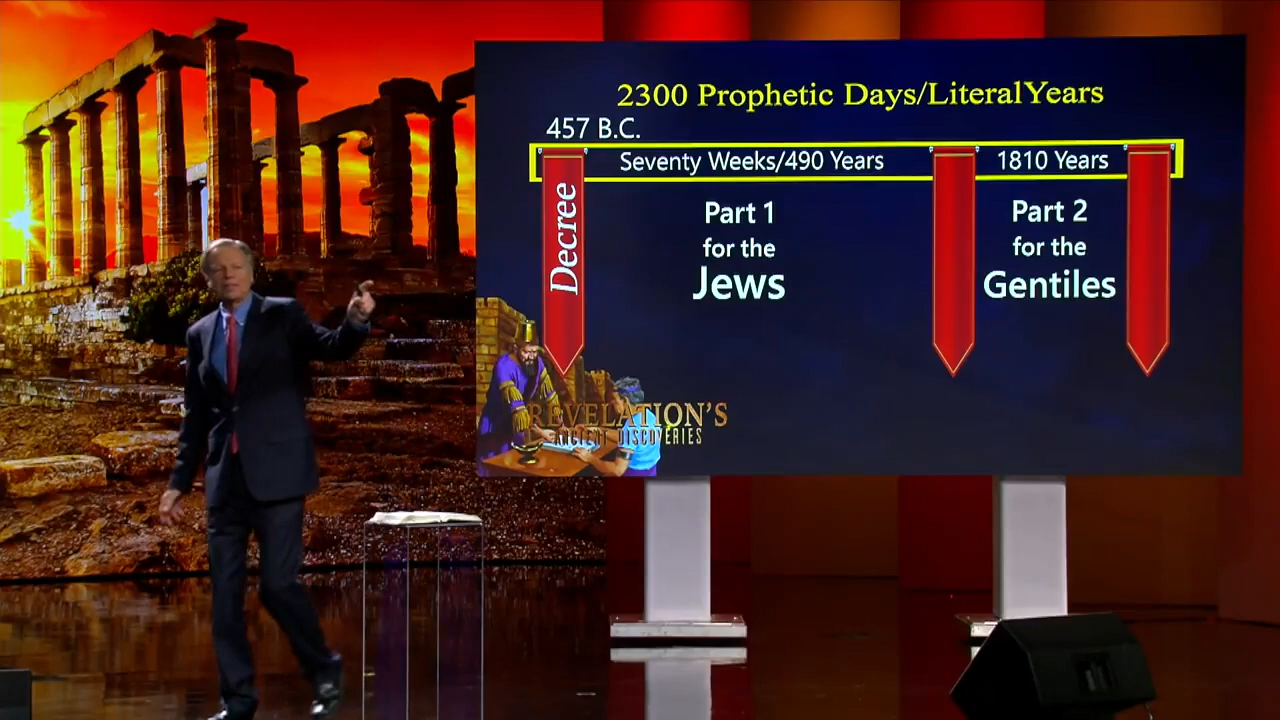 2300 Prophetic Days/LiteralYears
457 B.C.
Seventy Weeks/490 Years
1810 Years
Decree
Part 1
for the
Jews
Part 2
for the
Gentiles
REVELATION'S
ANCIENT DISCOVERIES